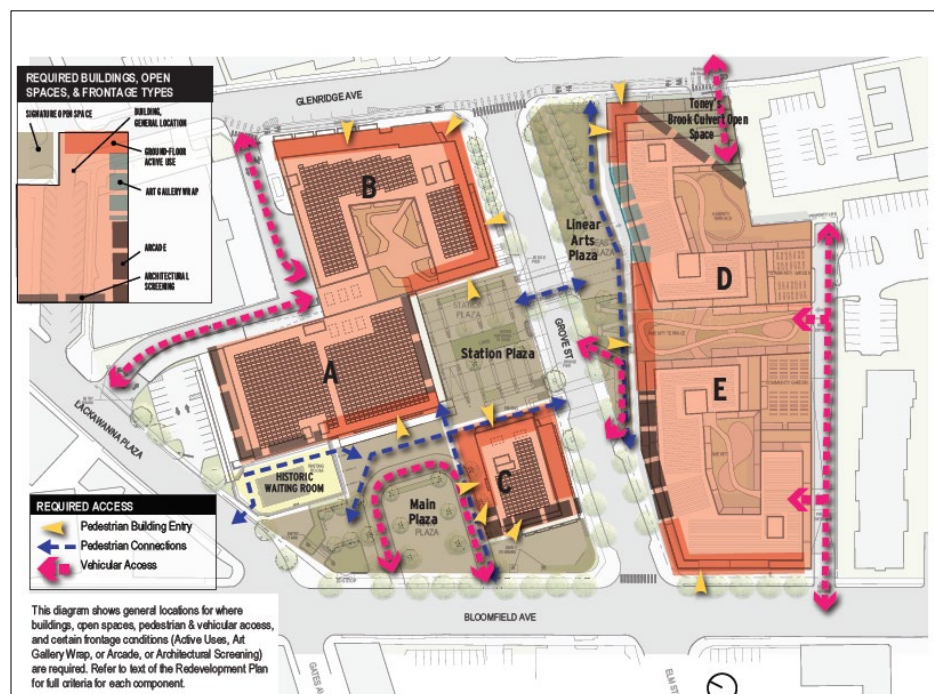 REQUIRED BUILDINGS, OPEN
SPACES, & FRONTAGE TYPES
SIGNATURE OPEN SPACE
BUILDING,
GENERAL LOCATION
GROUND-FLOOR
ACTIVE USE
ART GALLERY WRAP
ARCADE
ARCHITECTURAL
SCREENING
GLENRIDGE AVE
Toney's
Brook Culvert Open
Space
B
Linear
Arts
Plaza
D
Station Plaza
GROVE ST
A
E
LACKAWANNA PLAZA
HISTORIC
WAITING ROOM
C
Main
Plaza
REQUIRED ACCESS
Pedestrian Building Entry
Pedestrian Connections
Vehicular Access
BLOOMFIELD AVE
This diagram shows general locations for where
buildings, open spaces, pedestrian & vehicular access,
and certain frontage conditions (Active Uses, Art
Gallery Wrap, or Arcade, or Architectural Screening)
are required. Refer to text of the Redevelopment Plan
for full criteria for each component.
GATES AV
ELM ST